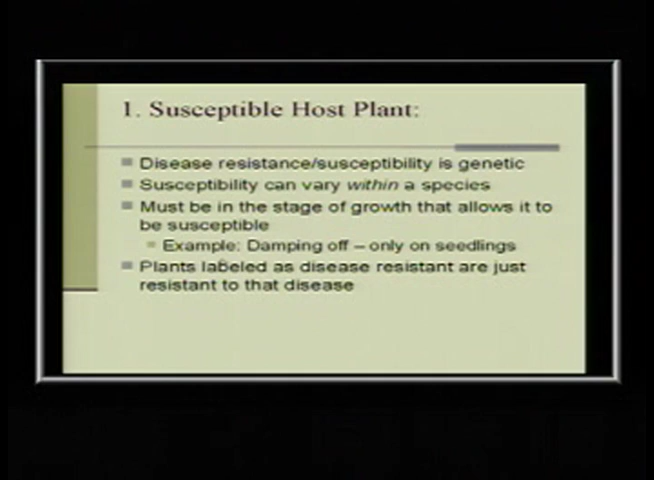 1. Susceptible Host Plant:
Disease resistance/susceptibility is genetic
Susceptibility can vary within a species
Must be in the stage of growth that allows it to
be susceptible
Example: Damping off – only on seedlings
Plants labeled as disease resistant are just
resistant to that disease